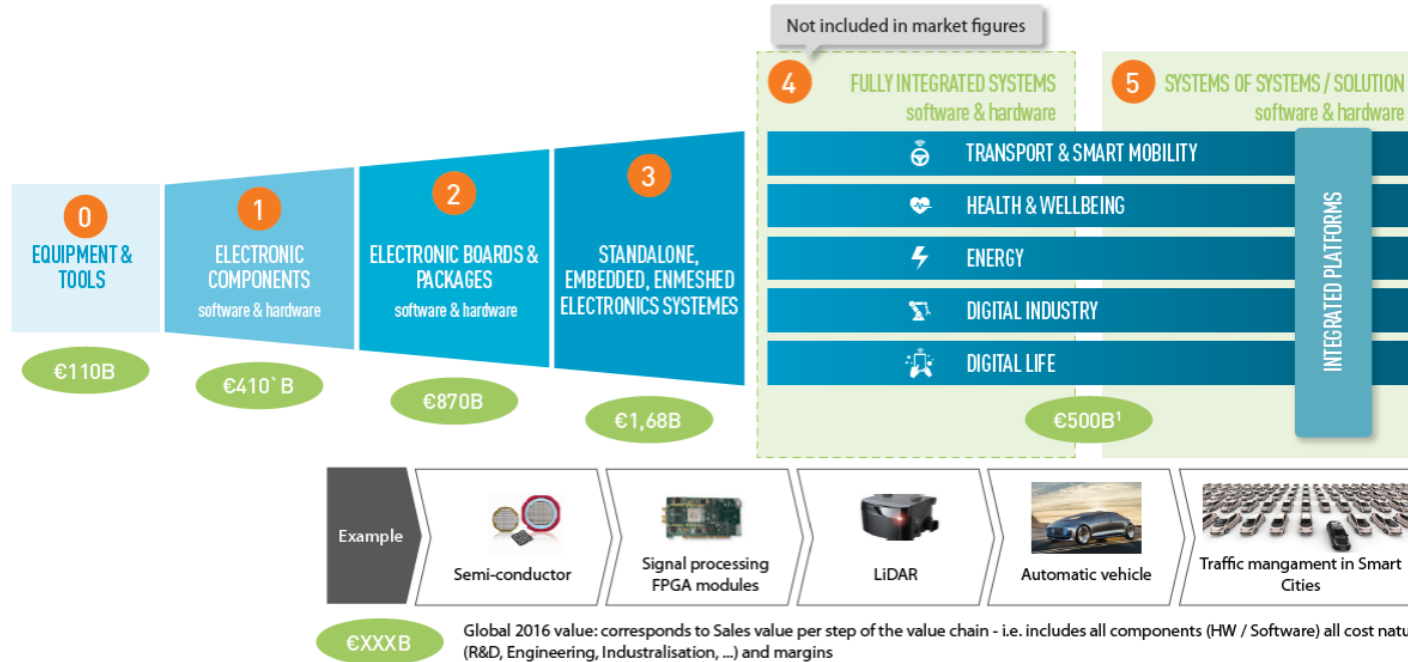 Not included in market figures
4
FULLY INTEGRATED SYSTEMS
software & hardware
5
SYSTEMS OF SYSTEMS / SOLUTION
software & hardware
0
EQUIPMENT &
TOOLS
1
ELECTRONIC
COMPONENTS
software & hardware
2
ELECTRONIC BOARDS &
PACKAGES
software & hardware
3
STANDALONE,
EMBEDDED, ENMESHED
ELECTRONICS SYSTEMES
TRANSPORT & SMART MOBILITY
HEALTH & WELLBEING
ENERGY
DIGITAL INDUSTRY
DIGITAL LIFE
INTEGRATED PLATFORMS
€110B
€410` B
€870B
€1,68B
€500B¹
Example
Semi-conductor
Signal processing
FPGA modules
LiDAR
Automatic vehicle
Traffic mangament in Smart
Cities
€XXX B
Global 2016 value: corresponds to Sales value per step of the value chain - i.e. includes all components (HW / Software) all cost natu
(R&D, Engineering, Industralisation, ...) and margins